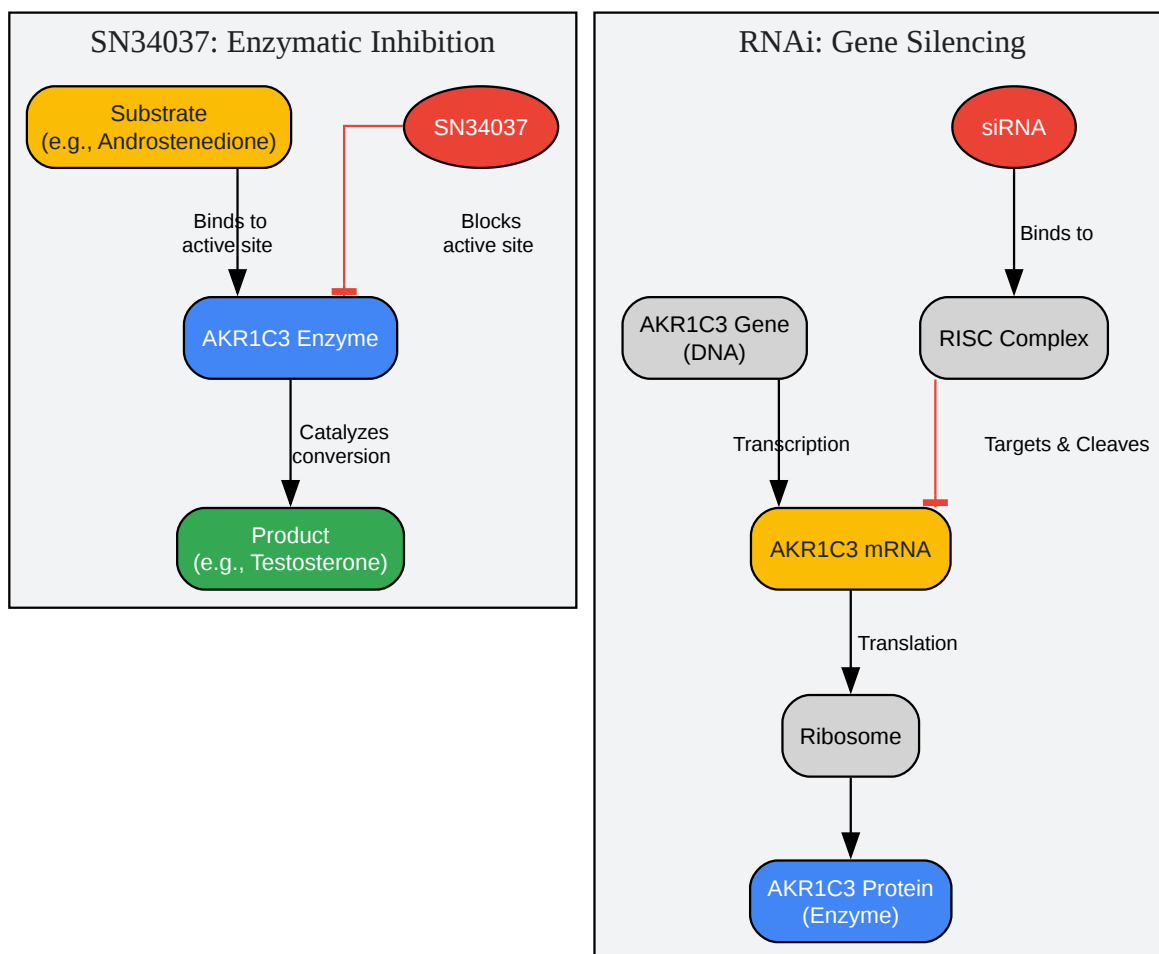 SN34037: Enzymatic Inhibition
Substrate
(e.g., Androstenedione)
SN34037
Binds to
active site
Blocks
active site
AKR1C3 Enzyme
Catalyzes
conversion
Product
(e.g., Testosterone)
RNAi: Gene Silencing
siRNA
Binds to
AKR1C3 Gene
(DNA)
RISC Complex
Transcription
Targets & Cleaves
AKR1C3 mRNA
Translation
Ribosome
AKR1C3 Protein
(Enzyme)